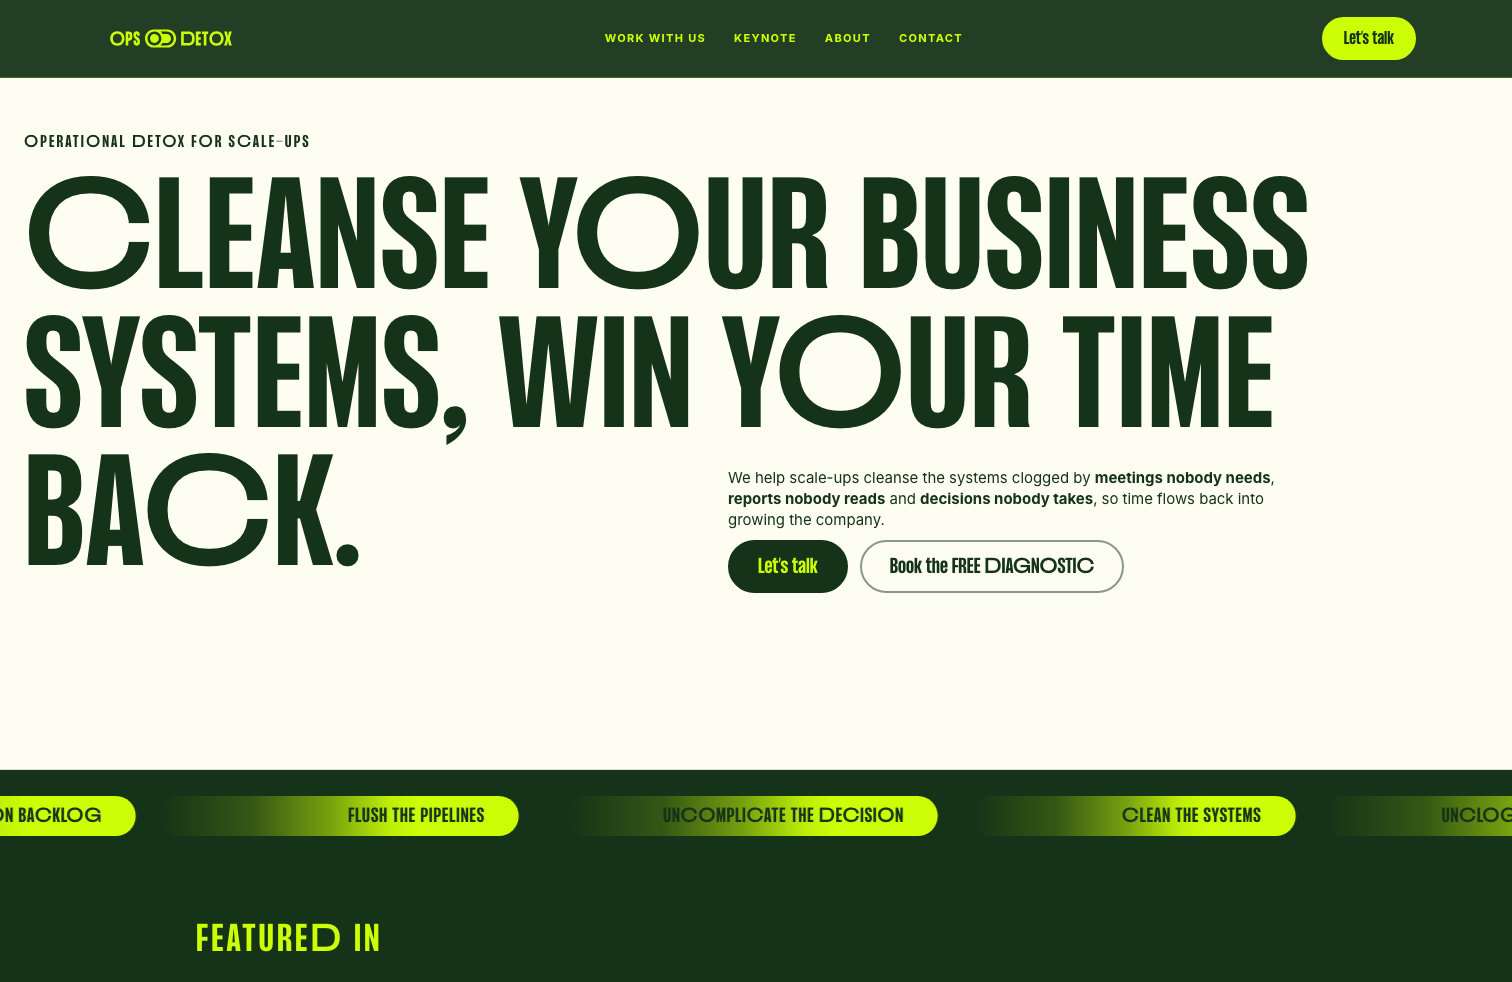 OPS DETOX
WORK WITH US
KEYNOTE
ABOUT
CONTACT
Let's talk
OPERATIONAL DETOX FOR SCALE-UPS
CLEANSE YOUR BUSINESS
SYSTEMS, WIN YOUR TIME
BACK.
We help scale-ups cleanse the systems clogged by meetings nobody needs,
reports nobody reads and decisions nobody takes, so time flows back into
growing the company.
Let's talk
Book the FREE DIAGNOSTIC
BACKLOG
FLUSH THE PIPELINES
UNCOMPLICATE THE DECISION
CLEAN THE SYSTEMS
FEATURED IN